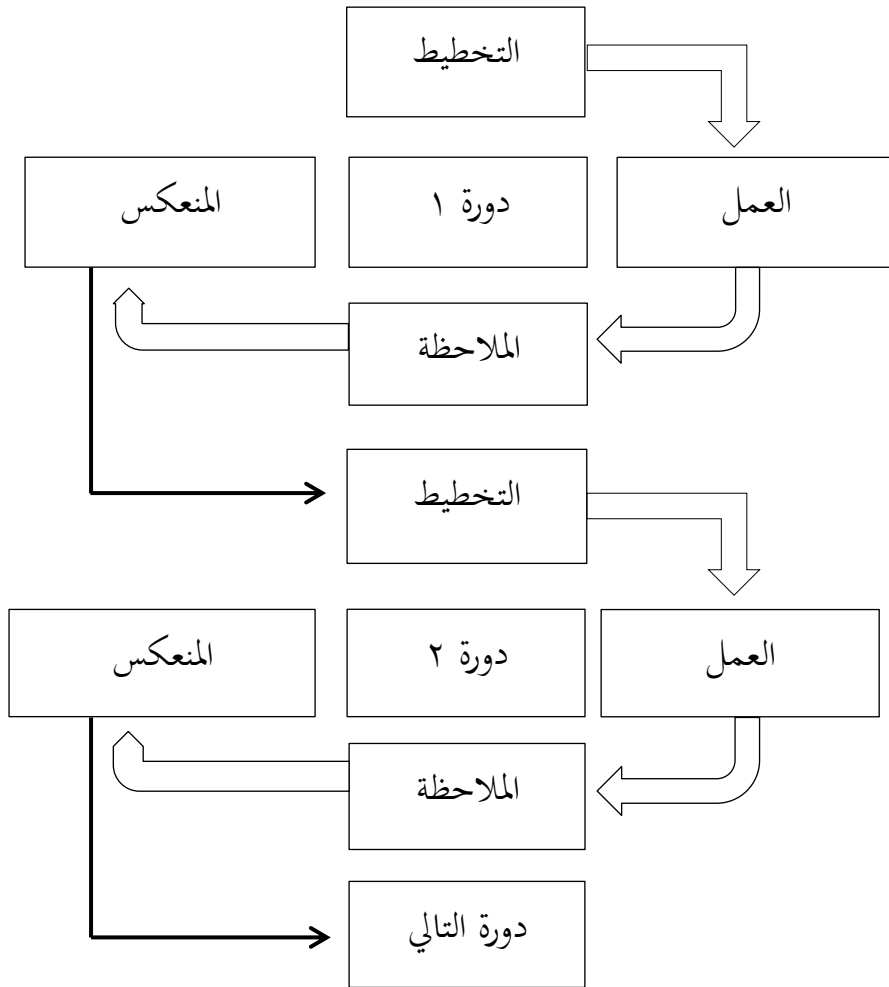 التخطيط
العمل
دورة ١
المنعكس
الملاحظة
التخطيط
العمل
دورة ٢
المنعكس
الملاحظة
دورة التالي